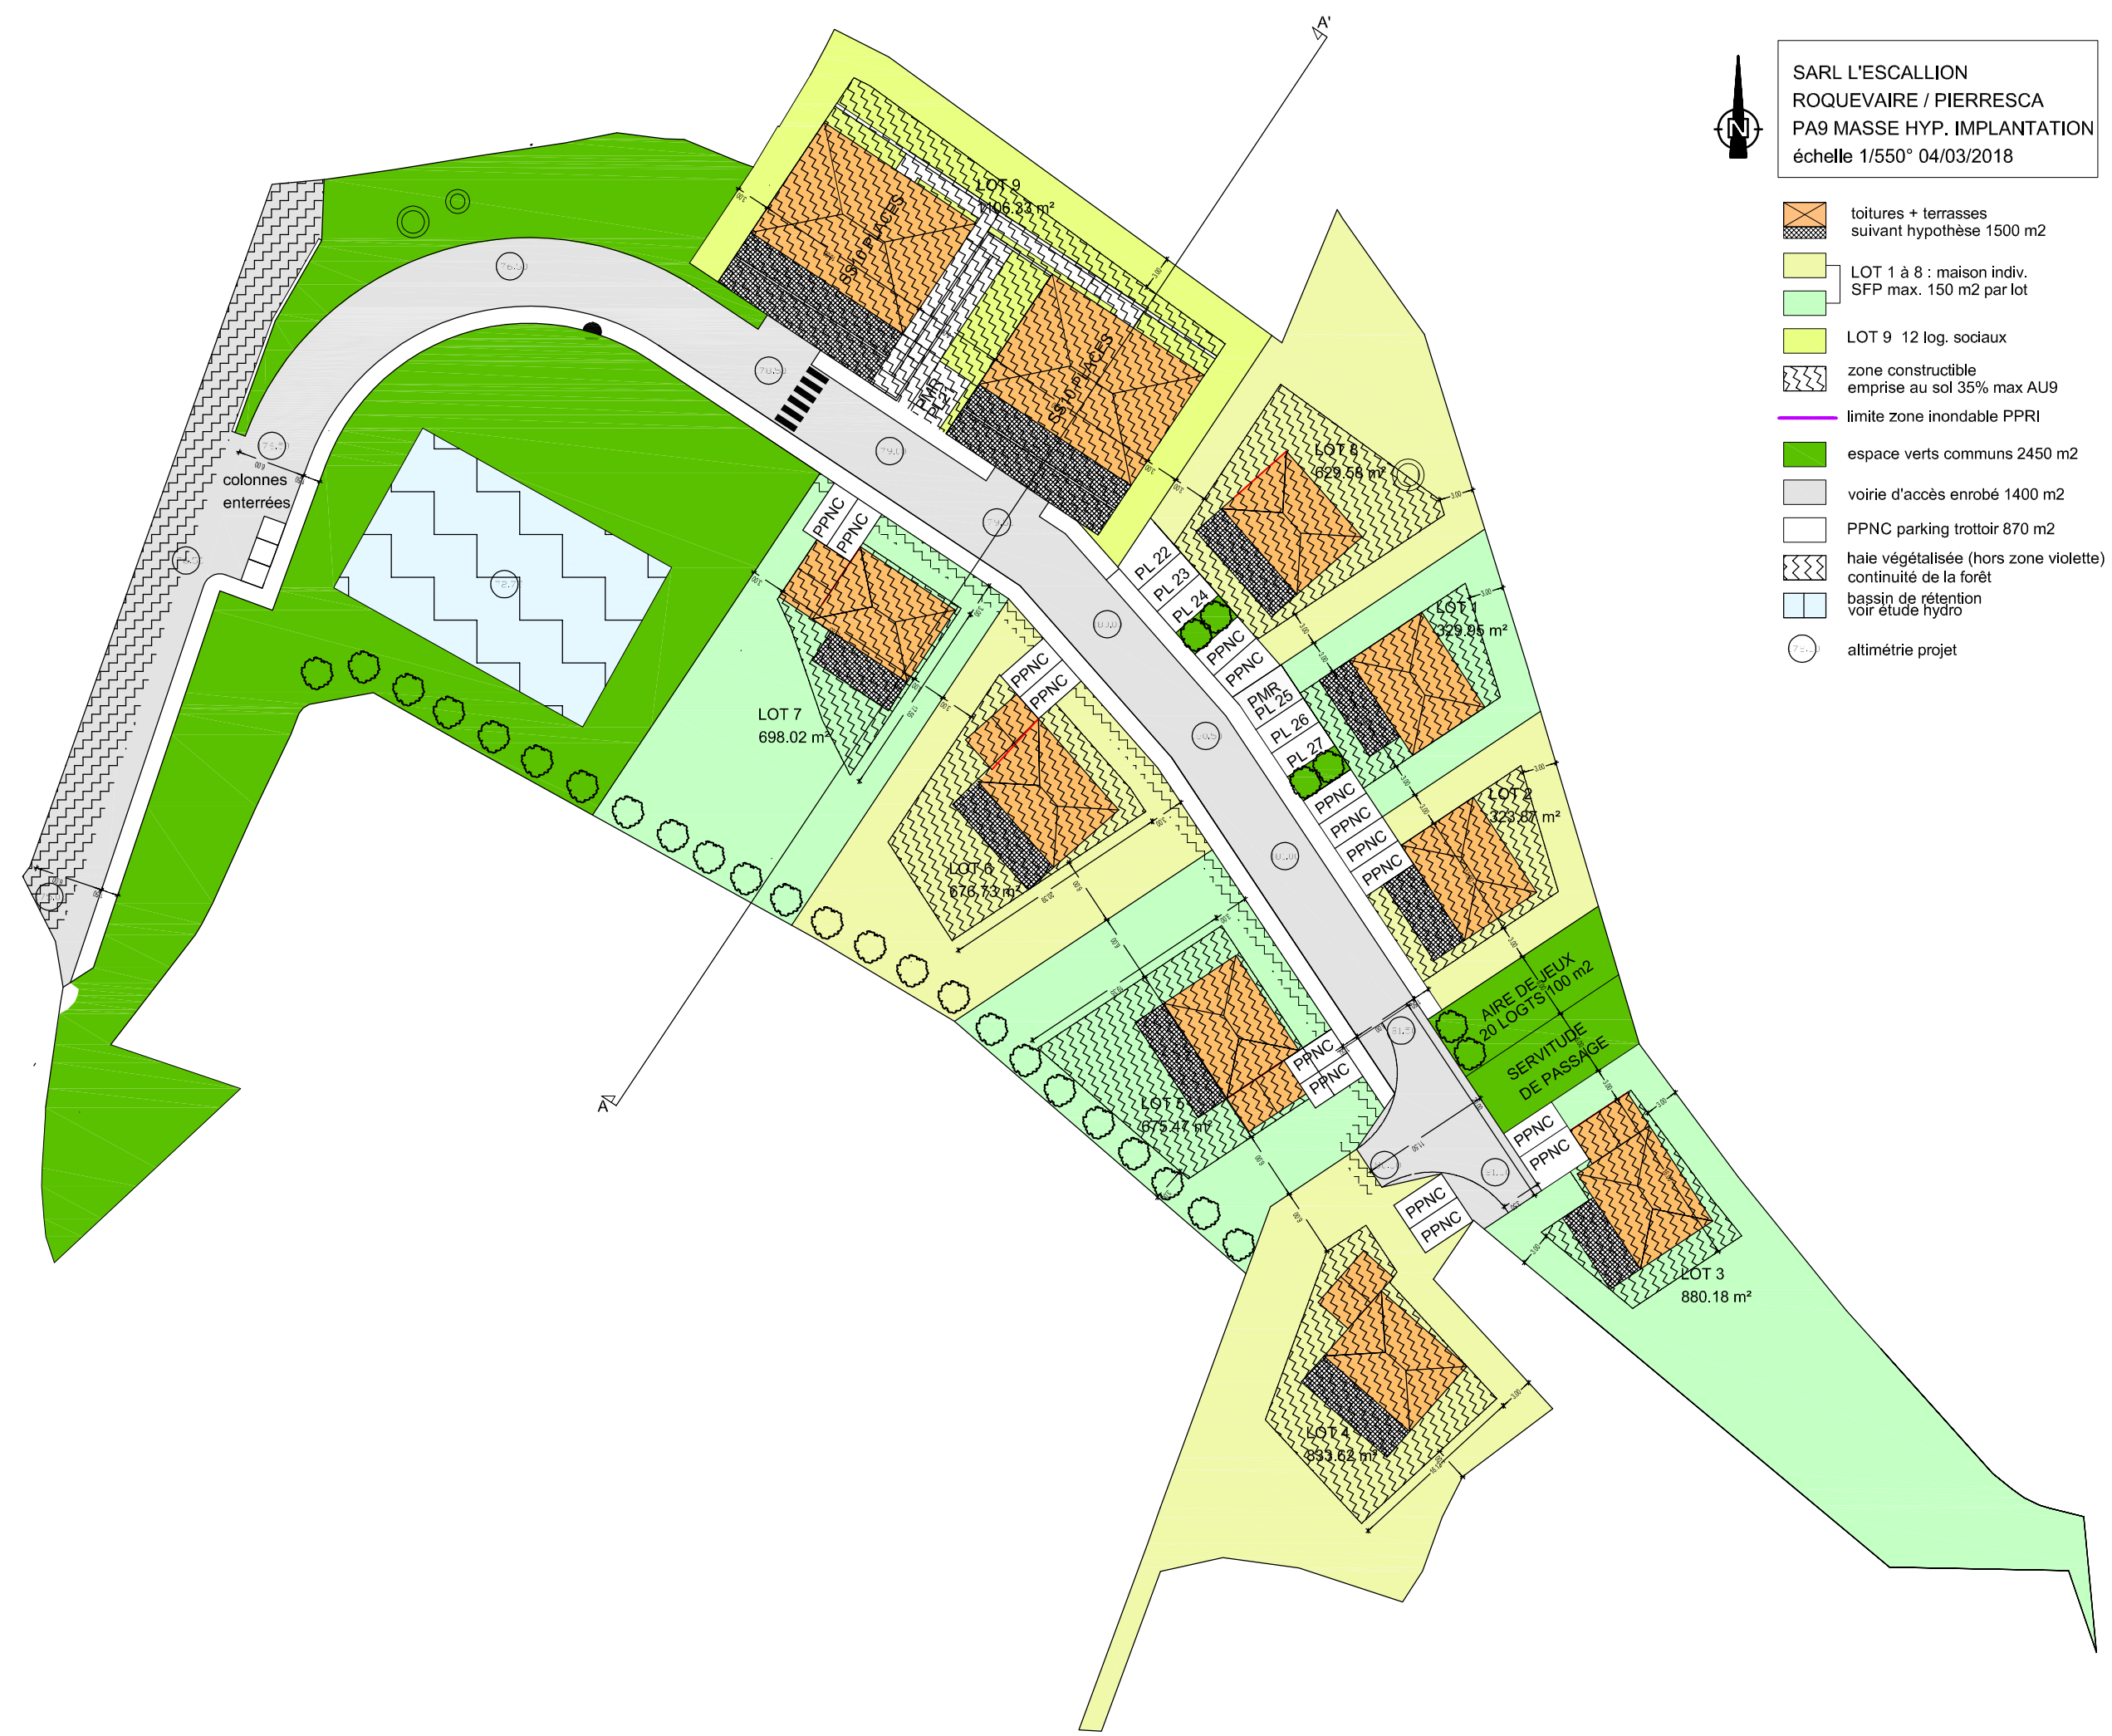 A'
SARL L'ESCALLION
ROQUEVAIRE / PIERRESCA
PA9 MASSE HYP. IMPLANTATION
échelle 1/550° 04/03/2018
N
toitures + terrasses
suivant hypothèse 1500 m2
LOT 1 à 8 : maison indiv.
SFP max. 150 m2 par lot
LOT 9  12 log. sociaux
zone constructible
emprise au sol 35% max AU9
limite zone inondable PPRI
espace verts communs 2450 m2
voirie d'accès enrobé 1400 m2
PPNC parking trottoir 870 m2
haie végétalisée (hors zone violette)
continuité de la forêt
bassin de rétention
voir étude hydro
altimétrie projet
LOT 9
1106.33 m²
SS10 PLACES
SS10 PLACES
PMR
PL 21
colonnes
enterrées
LOT 8
629.58 m²
PPNC
PPNC
PL 22
PL 23
PL 24
PPNC
PPNC
PMR
PL 25
PL 26
PL 27
PPNC
PPNC
PPNC
PPNC
LOT 1
329.95 m²
LOT 2
323.87 m²
LOT 7
698.02 m²
PPNC
PPNC
LOT 6
676.73 m²
AIRE DE JEUX
20 LOGTS 100 m2
SERVITUDE
DE PASSAGE
PPNC
PPNC
LOT 5
675.47 m²
A
PPNC
PPNC
PPNC
PPNC
LOT 3
880.18 m²
LOT 4
833.62 m²